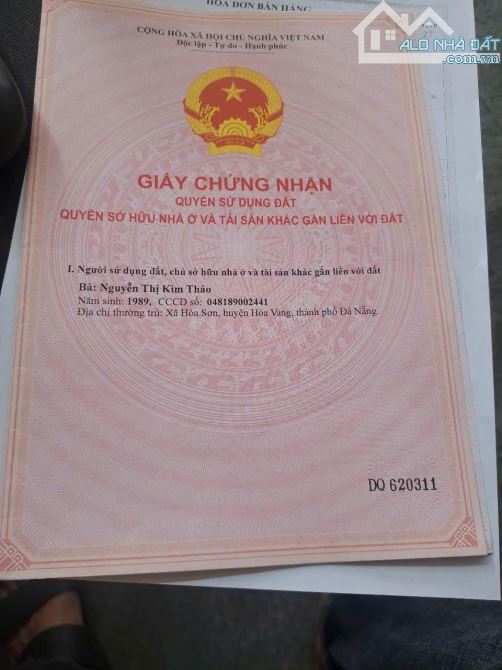 HÓA ĐƠN BÁN HÀNG
ALO NHÀ ĐẤT
.com.vn
CỘNG HÒA XÃ HỘI CHỦ NGHĨA VIỆT NAM
Độc lập - Tự do - Hạnh phúc
GIẤY CHỨNG NHẬN
QUYỀN SỬ DỤNG ĐẤT
QUYỀN SỞ HỮU NHÀ Ở VÀ TÀI SẢN KHÁC GẮN LIỀN VỚI ĐẤT
I. Người sử dụng đất, chủ sở hữu nhà ở và tài sản khác gắn liền với đất
Bà: Nguyễn Thị Kim Thảo
Năm sinh: 1989, CCCD số: 048189002441
Địa chỉ thường trú: Xã Hòa Sơn, huyện Hòa Vang, thành phố Đà Nẵng.
DQ 620311